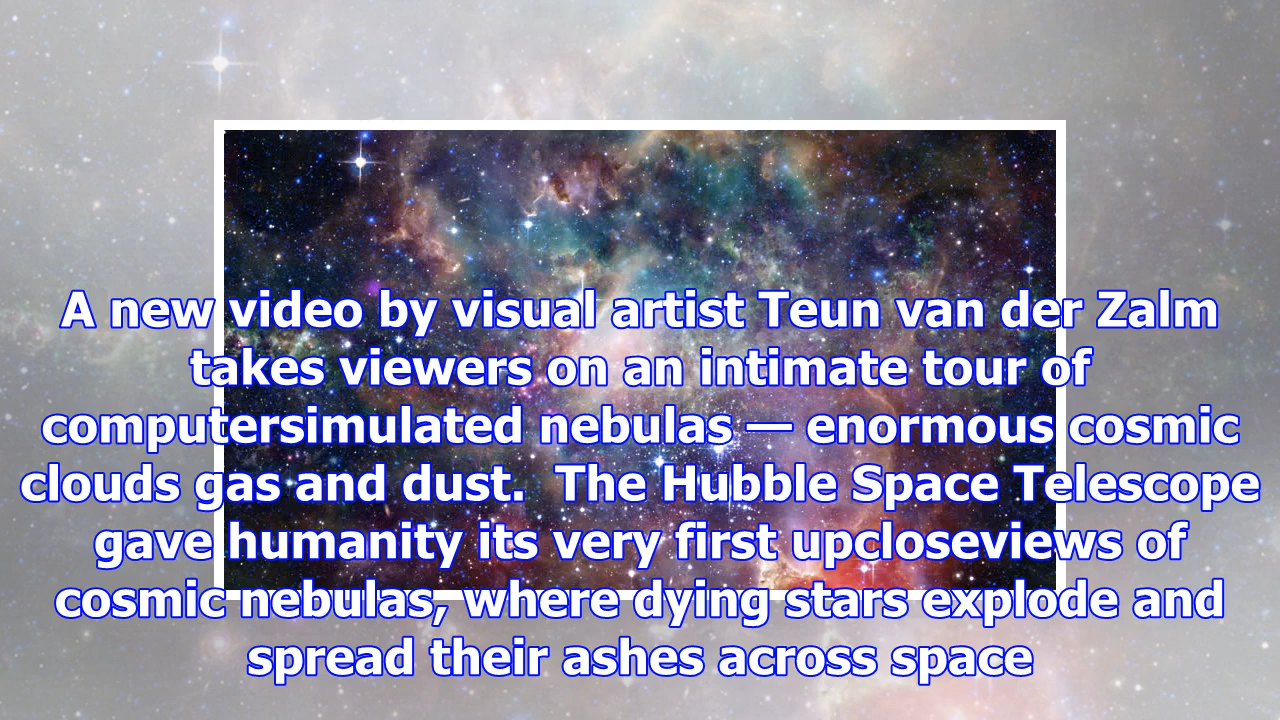 A new video by visual artist Teun van der Zalm
takes viewers on an intimate tour of
computersimulated nebulas — enormous cosmic
clouds gas and dust.  The Hubble Space Telescope
gave humanity its very first upcloseviews of
cosmic nebulas, where dying stars explode and
spread their ashes across space